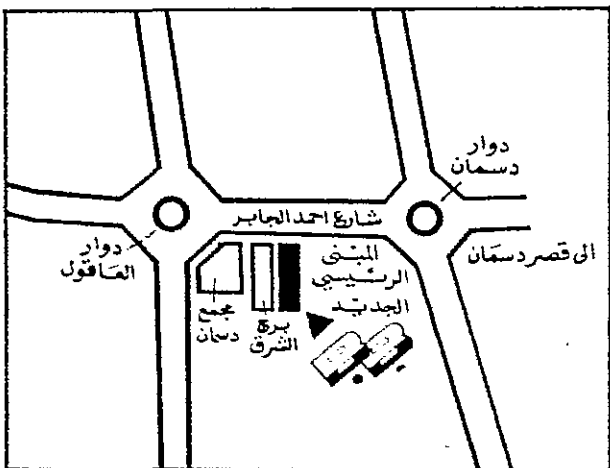 دوار
دسمان
شارع احمد الجابر
الى قصر دسمان
دوار
العاقول
المبنى
الرئيسي
الجديد
مجمع
دسمان
برج
الشرق